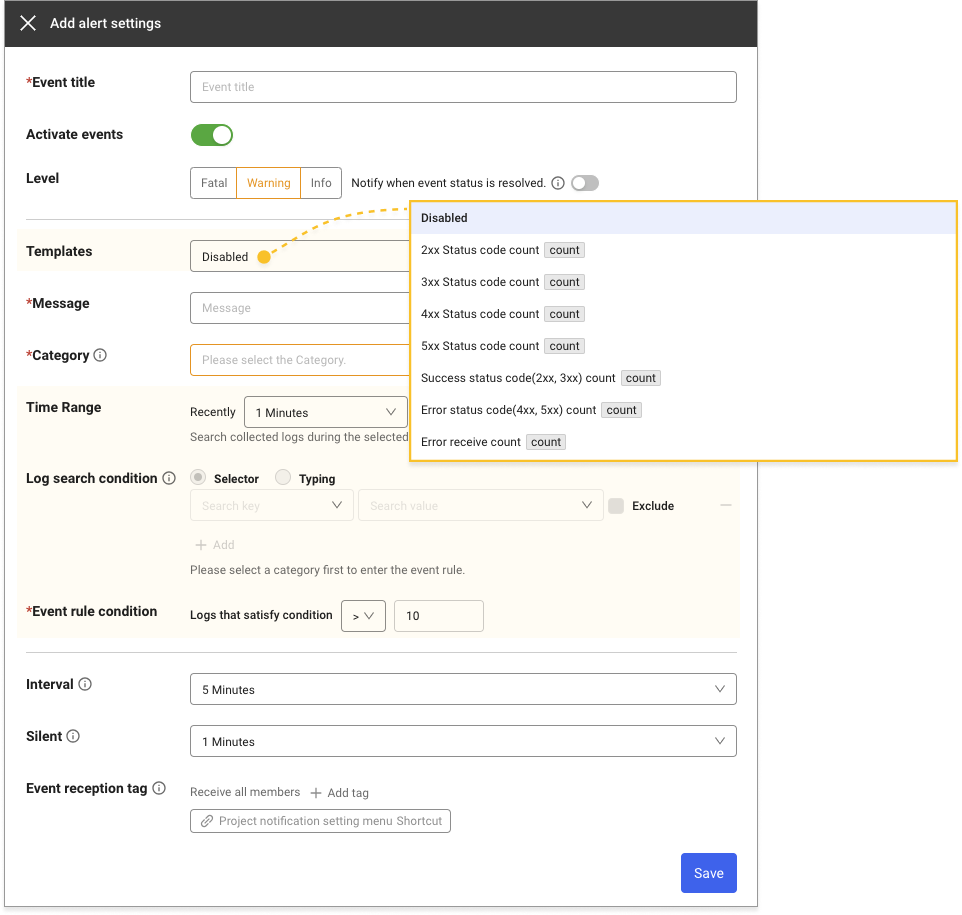 Add alert settings
*Event title
Event title
Activate events
Level
Fatal
Warning
Info
Notify when event status is resolved.
Templates
Disabled
Disabled
2xx Status code count count
3xx Status code count count
4xx Status code count count
5xx Status code count count
Success status code(2xx, 3xx) count count
Error status code(4xx, 5xx) count count
Error receive count count
*Message
Message
*Category
Please select the Category.
Time Range
Recently
1 Minutes
Search collected logs during the selected
Log search condition
Selector
Typing
Search key
Search value
Exclude
+ Add
Please select a category first to enter the event rule.
*Event rule condition
Logs that satisfy condition
>
10
Interval
5 Minutes
Silent
1 Minutes
Event reception tag
Receive all members
+ Add tag
Project notification setting menu Shortcut
Save